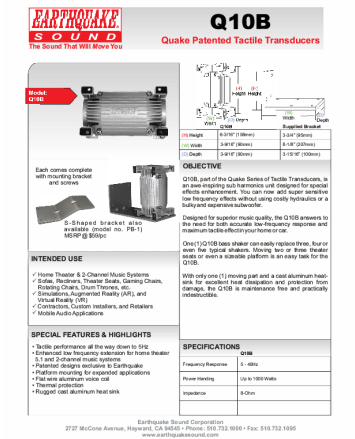 EARTHQUAKE
SOUND
The Sound That Will Move You
Q10B
Quake Patented Tactile Transducers
Model:
Q10B
(H)
Height
(H)
Height
(W)
Width
(D) Depth
(W)
Width
Depth
Q10B
Supplied Bracket
(H) Height
6-3/16" (158mm)
3-3/4" (95mm)
(W) Width
3-9/16" (90mm)
8-1/8" (207mm)
(D) Depth
3-9/16" (90mm)
3-15/16" (100mm)
Each comes complete
with mounting bracket
and screws
S-Shaped bracket also
available (model no. PB-1)
MSRP @ $59/pc
OBJECTIVE
Q10B, part of the Quake Series of Tactile Transducers, is
an awe-inspiring sub harmonics unit designed for special
effects enhancement. You can now add super sensitive
low frequency effects without using costly hydraulics or a
bulky and expensive subwoofer.
Designed for superior music quality, the Q10B answers to
the need for both accurate low-frequency response and
maximum tactile effect in your home or car.
One (1) Q10B bass shaker can easily replace three, four or
even five typical shakers. Moving two or three theater
seats or even a sizeable platform is an easy task for the
Q10B.
With only one (1) moving part and a cast aluminum heat-
sink for excellent heat dissipation and protection from
damage, the Q10B is maintenance free and practically
indestructible.
INTENDED USE
✓ Home Theater & 2-Channel Music Systems
✓ Sofas, Recliners, Theater Seats, Gaming Chairs,
Rotating Chairs, Drum Thrones, etc.
✓ Simulations, Augmented Reality (AR), and
Virtual Reality (VR)
✓ Contractors, Custom Installers, and Retailers
✓ Mobile Audio Applications
SPECIAL FEATURES & HIGHLIGHTS
• Tactile performance all the way down to 5Hz
• Enhanced low frequency extension for home theater
5.1 and 2-channel music systems
• Patented designs exclusive to Earthquake
• Platform mounting for expanded applications
• Flat wire aluminum voice coil
• Thermal protection
• Rugged cast aluminum heat sink
SPECIFICATIONS
Q10B
Frequency Response
5 - 40Hz
Power Handling
Up to 1000 Watts
Impedance
8-Ohm
Earthquake Sound Corporation
2727 McCone Avenue, Hayward, CA 94545 • Phone: 510.732.1000 • Fax: 510.732.1095
www.earthquakesound.com